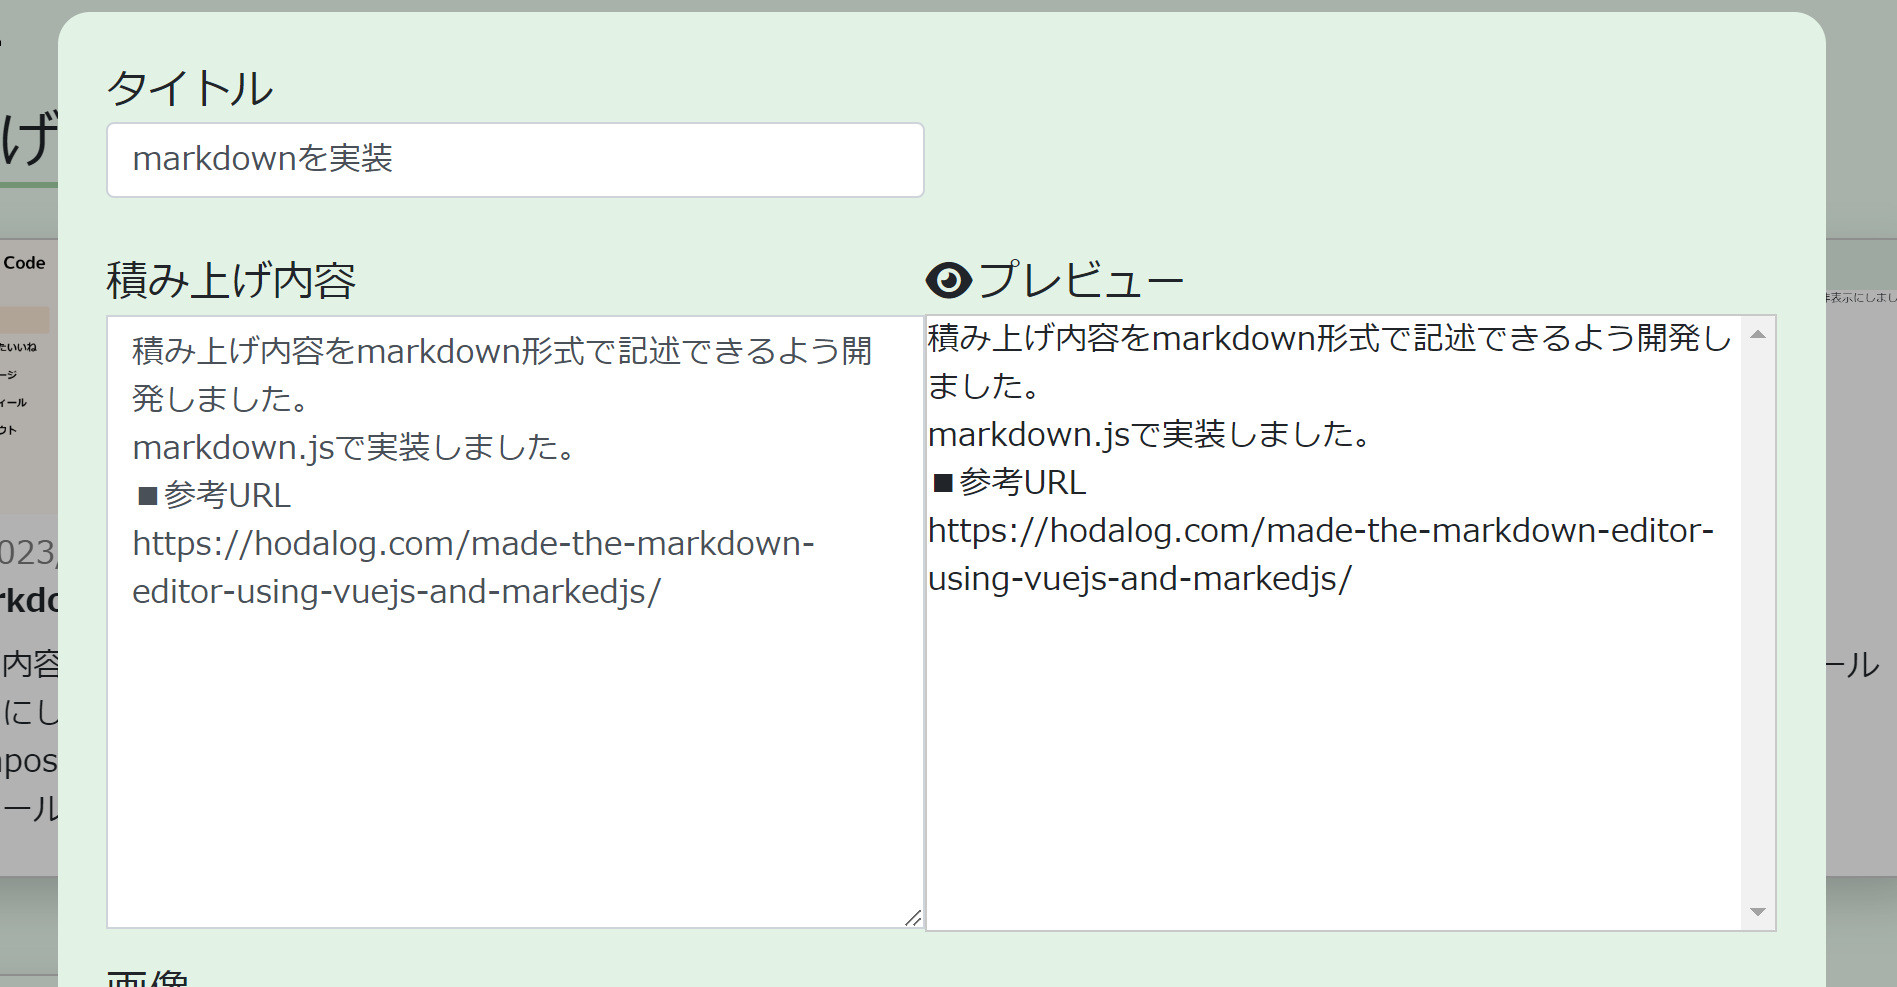 げ
タイトル
markdownを実装
Code
積み上げ内容
プレビュー
積み上げ内容をmarkdown形式で記述できるよう開
発しました。
markdown.jsで実装しました。
■参考URL
https://hodalog.com/made-the-markdown-
editor-using-vuejs-and-markedjs/
積み上げ内容をmarkdown形式で記述できるよう開発し
ました。
markdown.jsで実装しました。
■参考URL
https://hodalog.com/made-the-markdown-editor-
using-vuejs-and-markedjs/
たいいね
ージ
ィール
ウト
023/
rkdo
内容
にし
pos
ール
表示にしまし
ール
画像